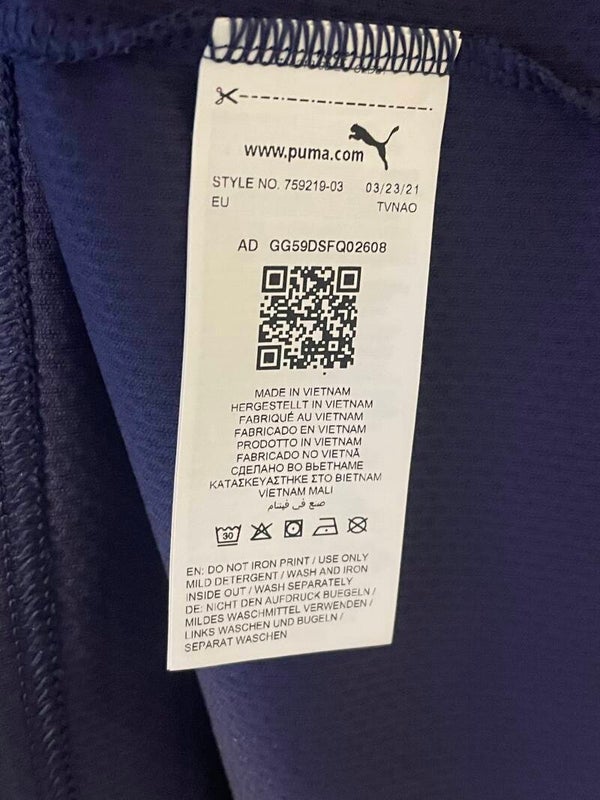 www.puma.com
STYLE NO. 759219-03 03/23/21
EU TVNAO
AD GG59DSFQ02608
MADE IN VIETNAM
HERGESTELLT IN VIETNAM
FABRIQUÉ AU VIETNAM
FABRICADO EN VIETNAM
PRODOTTO IN VIETNAM
FABRICADO NO VIETNÃ
СДЕЛАНО ВО ВЬЕТНАМЕ
ΚΑΤΑΣΚΕΥΑΣΤΗΚΕ ΣΤΟ ΒΙΕΤΝΑΜ
VİETNAM MALI
صنع في فيتنام
30
EN: DO NOT IRON PRINT / USE ONLY
MILD DETERGENT / WASH AND IRON
INSIDE OUT / WASH SEPARATELY
DE: NICHT DEN AUFDRUCK BUEGELN /
MILDES WASCHMITTEL VERWENDEN /
LINKS WASCHEN UND BUGELN /
SEPARAT WASCHEN